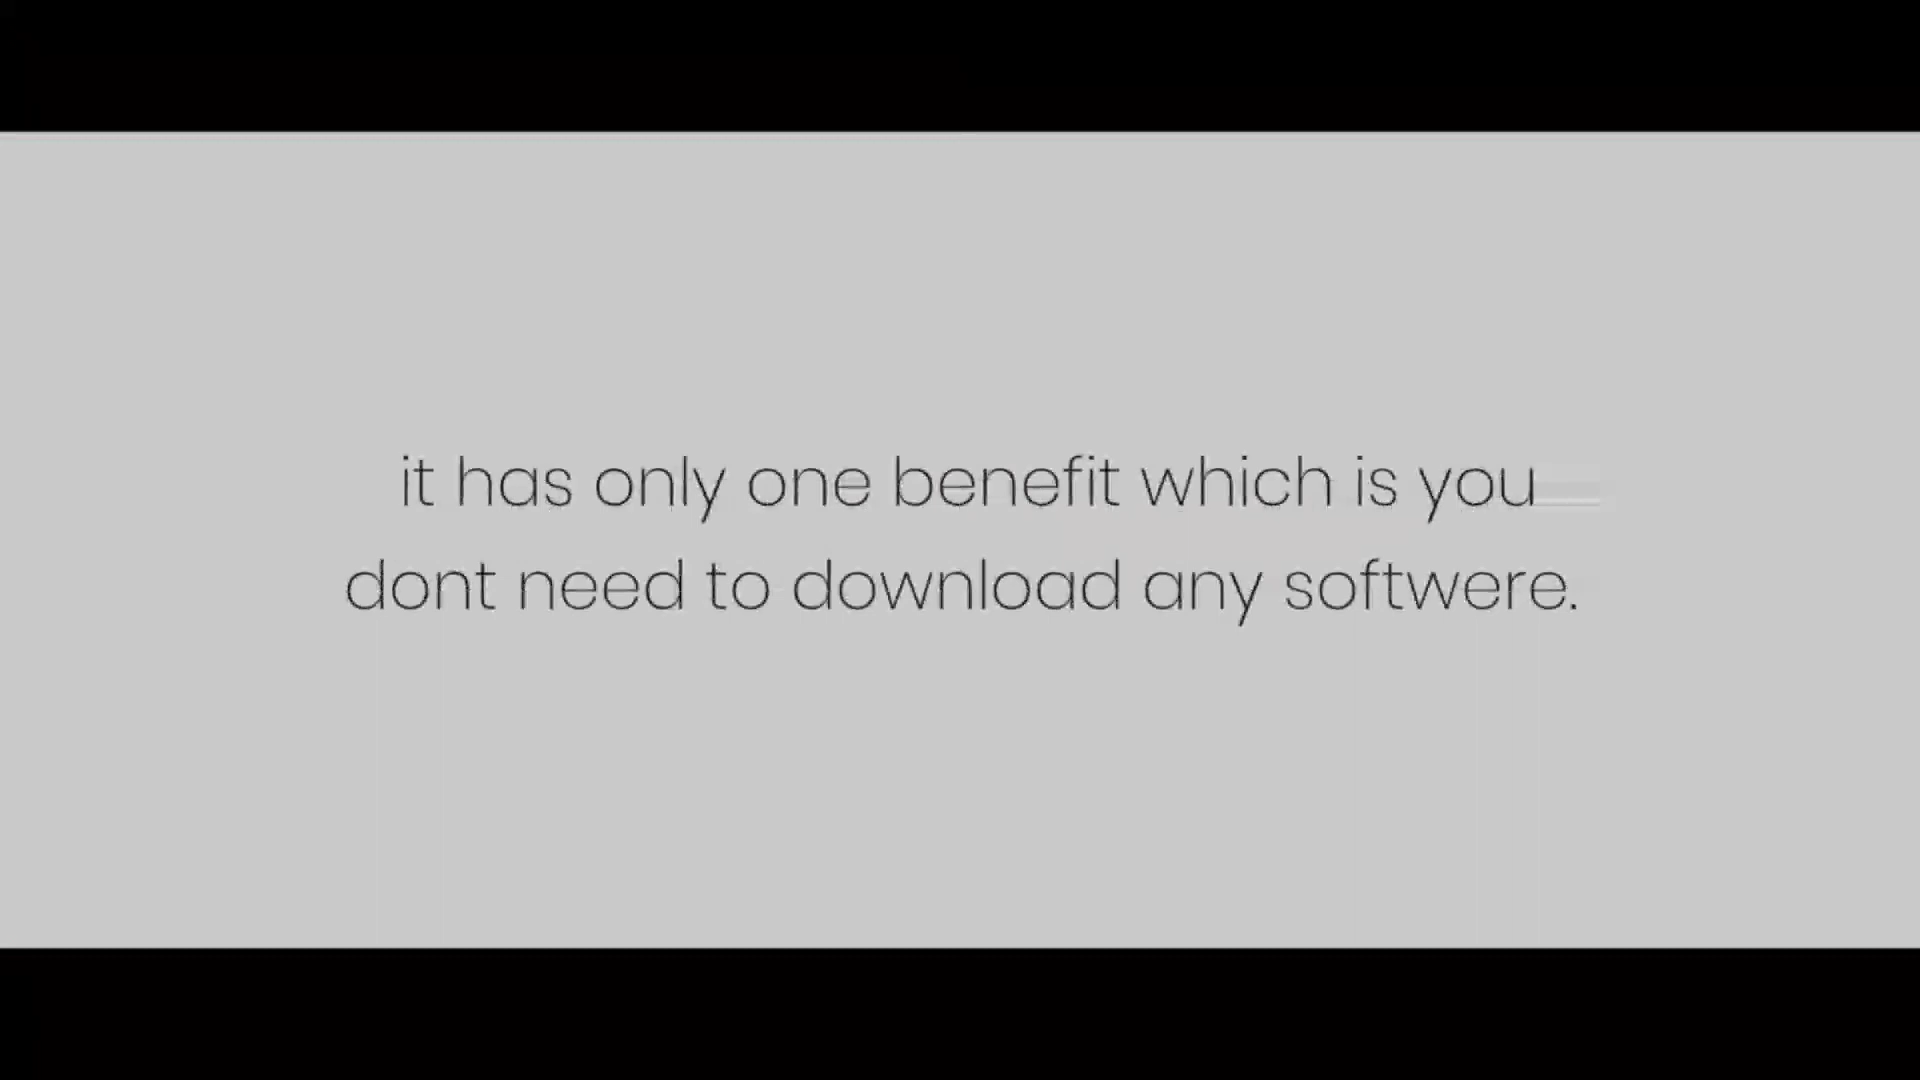 it has only one benefit which is you
dont need to download any softwere.